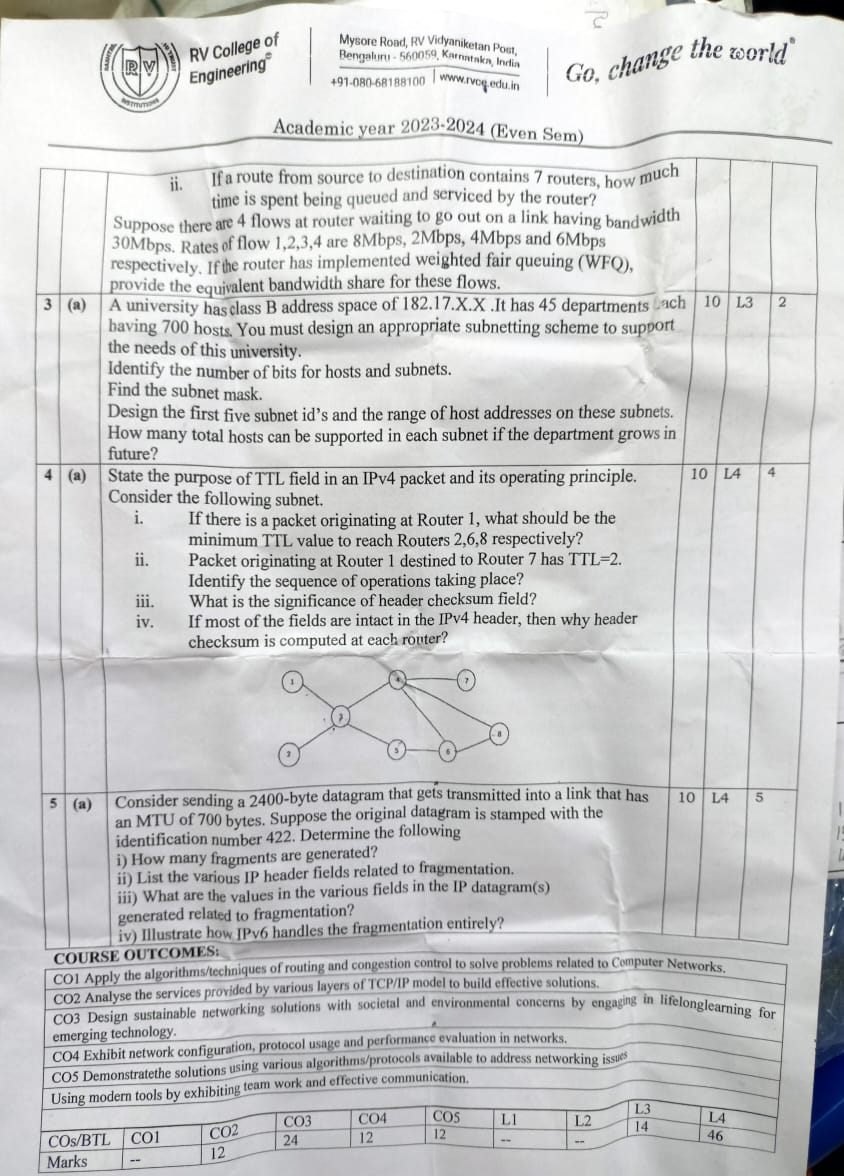 RV College of
Engineering
Mysore Road, RV Vidyaniketan Post,
Bengaluru - 560059, Karnataka, India
+91-080-68188100 | www.rvce.edu.in
Go, change the world
RV
INSTITUTIONS
Academic year 2023-2024 (Even Sem)
ii. If a route from source to destination contains 7 routers, how much
time is spent being queued and serviced by the router?
Suppose there are 4 flows at router waiting to go out on a link having bandwidth
30Mbps. Rates of flow 1,2,3,4 are 8Mbps, 2Mbps, 4Mbps and 6Mbps
respectively. If the router has implemented weighted fair queuing (WFQ),
provide the equivalent bandwidth share for these flows.
3 (a) A university has class B address space of 182.17.X.X .It has 45 departments each 10 L3 2
having 700 hosts. You must design an appropriate subnetting scheme to support
the needs of this university.
Identify the number of bits for hosts and subnets.
Find the subnet mask.
Design the first five subnet id's and the range of host addresses on these subnets.
How many total hosts can be supported in each subnet if the department grows in
future?
4 (a) State the purpose of TTL field in an IPv4 packet and its operating principle. 10 L4 4
Consider the following subnet.
i. If there is a packet originating at Router 1, what should be the
minimum TTL value to reach Routers 2,6,8 respectively?
ii. Packet originating at Router 1 destined to Router 7 has TTL=2.
Identify the sequence of operations taking place?
iii. What is the significance of header checksum field?
iv. If most of the fields are intact in the IPv4 header, then why header
checksum is computed at each router?
1 4 7
3
8
2 5 6
5 (a) Consider sending a 2400-byte datagram that gets transmitted into a link that has 10 L4 5
an MTU of 700 bytes. Suppose the original datagram is stamped with the
identification number 422. Determine the following
i) How many fragments are generated?
ii) List the various IP header fields related to fragmentation.
iii) What are the values in the various fields in the IP datagram(s)
generated related to fragmentation?
iv) Illustrate how IPv6 handles the fragmentation entirely?
COURSE OUTCOMES:
CO1 Apply the algorithms/techniques of routing and congestion control to solve problems related to Computer Networks.
CO2 Analyse the services provided by various layers of TCP/IP model to build effective solutions.
CO3 Design sustainable networking solutions with societal and environmental concerns by engaging in lifelonglearning for
emerging technology.
CO4 Exhibit network configuration, protocol usage and performance evaluation in networks.
CO5 Demonstratethe solutions using various algorithms/protocols available to address networking issues
Using modern tools by exhibiting team work and effective communication.
COs/BTL CO1 CO2 CO3 CO4 CO5 L1 L2 L3 L4
Marks -- 12 24 12 12 -- -- 14 46